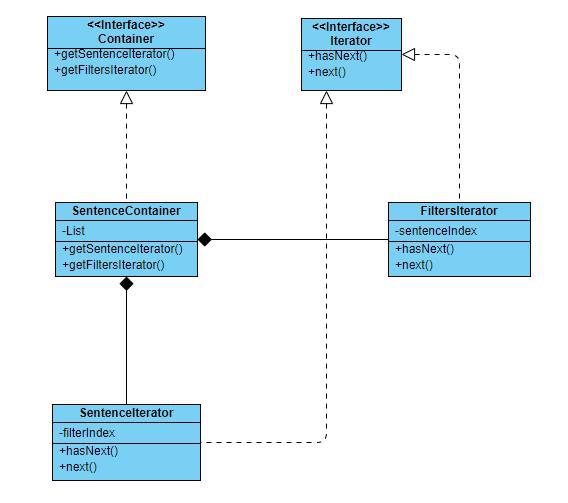 <<Interface>>
Container
+getSentenceIterator()
+getFiltersIterator()
<<Interface>>
Iterator
+hasNext()
+next()
SentenceContainer
-List
+getSentenceIterator()
+getFiltersIterator()
FiltersIterator
-sentenceIndex
+hasNext()
+next()
SentenceIterator
-filterIndex
+hasNext()
+next()